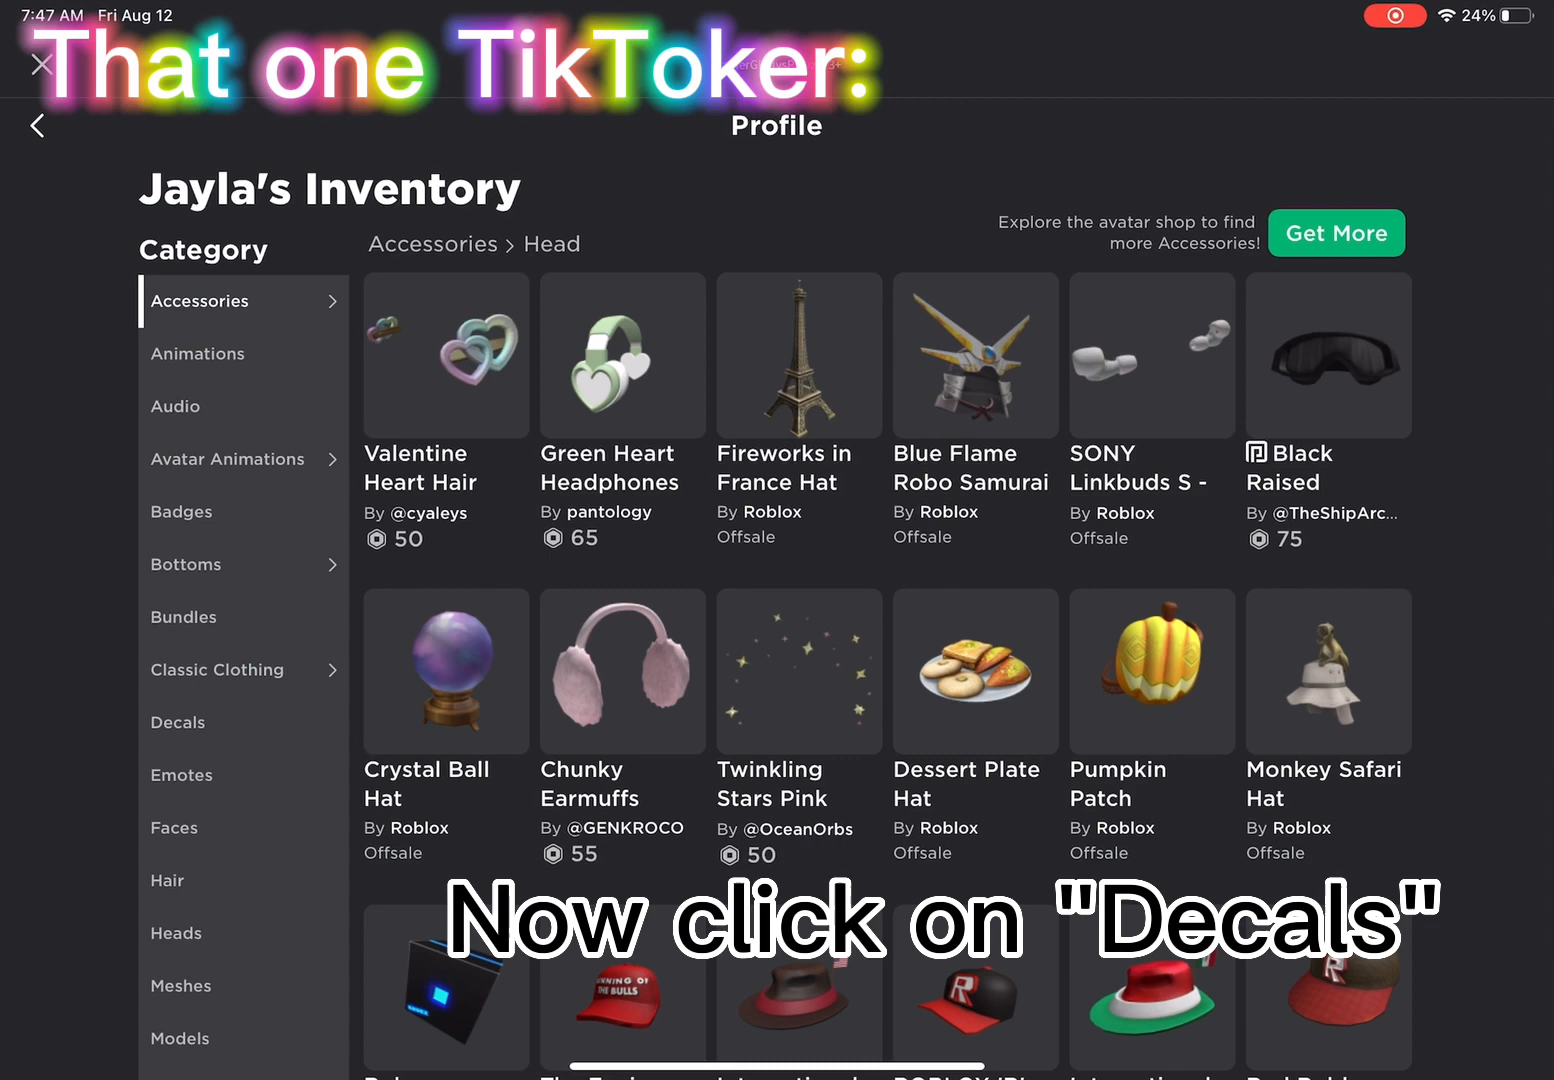 7:47 AM Fri Aug 12
24%
That one TikToker:
Profile
Jayla's Inventory
Category
Accessories > Head
Explore the avatar shop to find
more Accessories!
Get More
Accessories
Animations
Audio
Avatar Animations
Badges
Bottoms
Bundles
Classic Clothing
Decals
Emotes
Faces
Hair
Heads
Meshes
Models
Valentine
Heart Hair
By @cyaleys
50
Green Heart
Headphones
By pantology
65
Fireworks in
France Hat
By Roblox
Offsale
Blue Flame
Robo Samurai
By Roblox
Offsale
SONY
Linkbuds S -
By Roblox
Offsale
Black
Raised
By @TheShipArc...
75
Crystal Ball
Hat
By Roblox
Offsale
Chunky
Earmuffs
By @GENKROCO
55
Twinkling
Stars Pink
By @OceanOrbs
50
Dessert Plate
Hat
By Roblox
Offsale
Pumpkin
Patch
By Roblox
Offsale
Monkey Safari
Hat
By Roblox
Offsale
Now click on "Decals"
THE BULLS